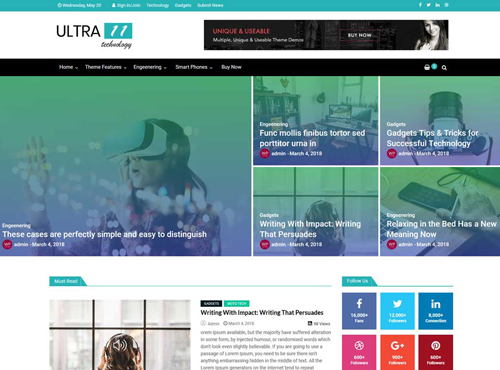 Wednesday, May 20 Sign In/Join Technology Gadgets Submit News
ULTRA 11
technology
UNIQUE & USEABLE
Multiple, Unique & Useable Theme Demos
BUY NOW
Home Theme Features Engeenering Smart Phones Buy Now
Engeenering
These cases are perfectly simple and easy to distinguish
admin - March 4, 2018
Engeenering
Func mollis finibus tortor sed
porttitor urna in
admin - March 4, 2018
Gadgets
Gadgets Tips & Tricks for
Successful Technology
admin - March 4, 2018
Gadgets
Writing With Impact: Writing
That Persuades
admin - March 4, 2018
Engeenering
Relaxing in the Bed Has a New
Meaning Now
admin - March 4, 2018
Must Read
GADGETS MOTO TECH
Writing With Impact: Writing That Persuades
Admin March 4, 2018 98 Views
Lorem Ipsum available, but the majority have suffered alteration
in some form, by injected humour, or randomised words which
don't look even slightly believable. If you are going to use a
passage of Lorem Ipsum, you need to be sure there isn't
anything embarrassing hidden in the middle of text. All the
Lorem Ipsum generators on the Internet tend to repeat
Follow Us
16,000+
Fans
12,000+
Followers
8,000+
Connection
600+
Followers
900+
Followers
600+
Followers